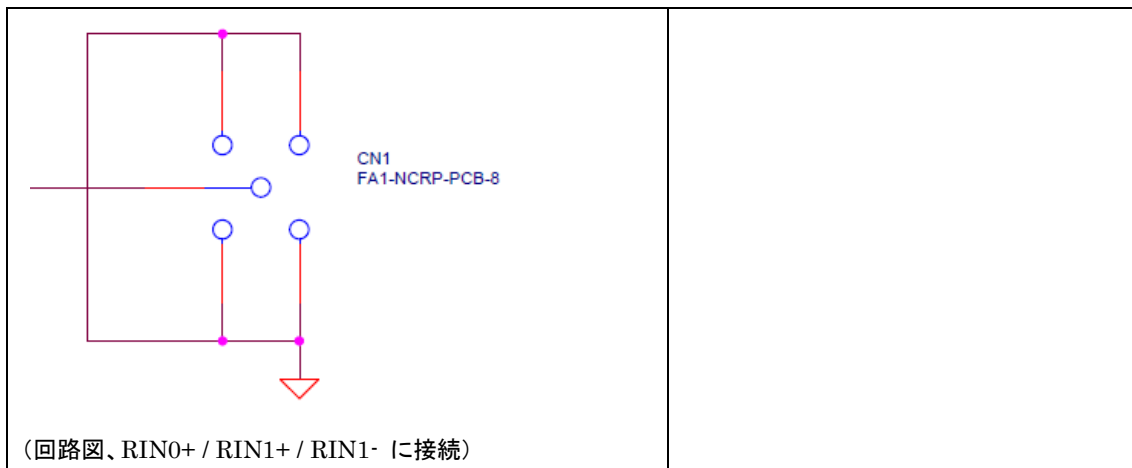 CN1
FA1-NCRP-PCB-8
（回路図、RIN0+ / RIN1+ / RIN1- に接続）